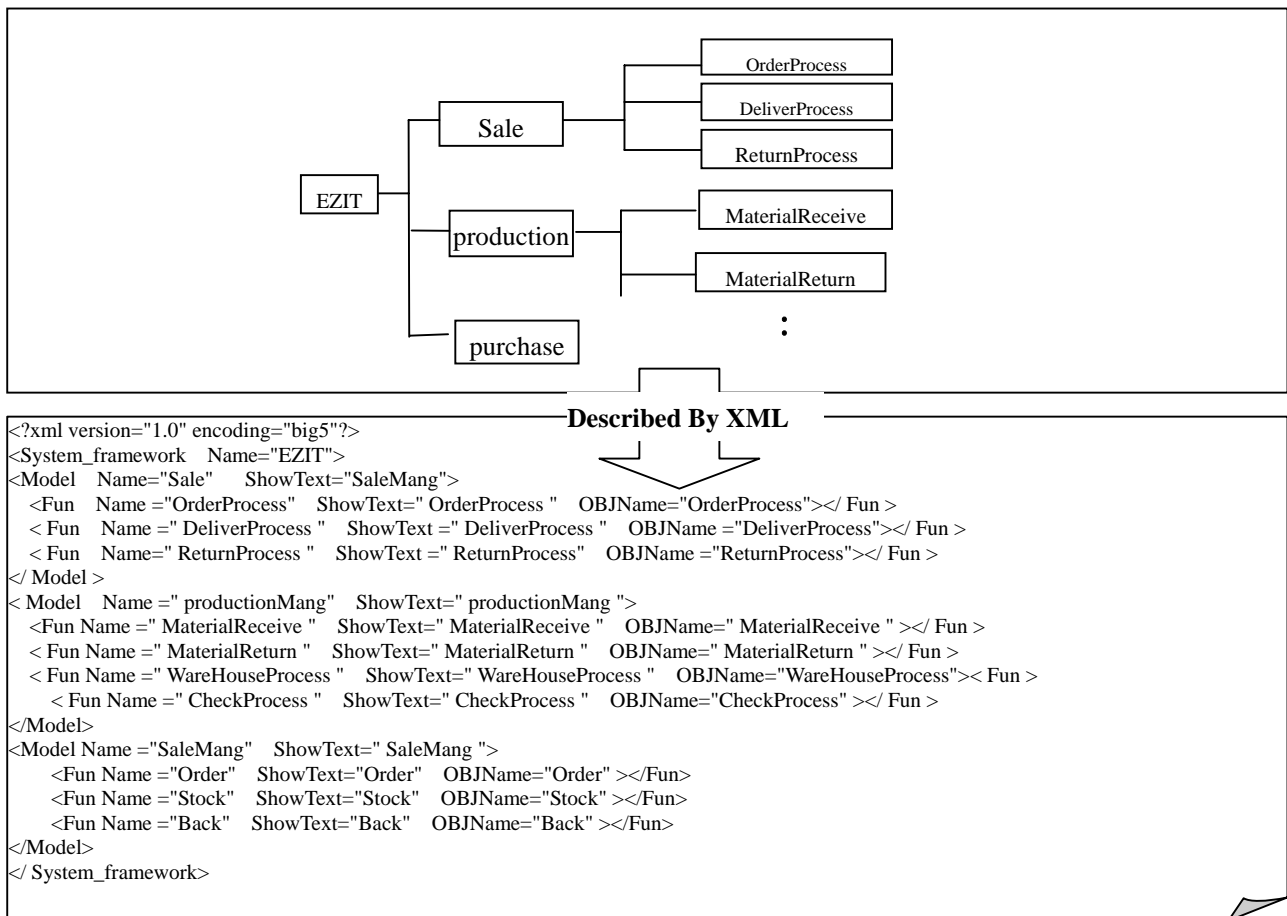 OrderProcess
DeliverProcess
Sale
ReturnProcess
EZIT
MaterialReceive
production
MaterialReturn
:
purchase
Described By XML
<?xml version="1.0" encoding="big5"?>
<System_framework Name="EZIT">
<Model Name="Sale" ShowText="SaleMang">
<Fun Name ="OrderProcess" ShowText=" OrderProcess " OBJName="OrderProcess"></ Fun >
< Fun Name =" DeliverProcess " ShowText =" DeliverProcess " OBJName ="DeliverProcess"></ Fun >
< Fun Name=" ReturnProcess " ShowText =" ReturnProcess" OBJName ="ReturnProcess"></ Fun >
</ Model >
< Model Name =" productionMang" ShowText=" productionMang ">
<Fun Name =" MaterialReceive " ShowText=" MaterialReceive " OBJName=" MaterialReceive " ></ Fun >
< Fun Name =" MaterialReturn " ShowText=" MaterialReturn " OBJName=" MaterialReturn " ></ Fun >
< Fun Name =" WareHouseProcess " ShowText=" WareHouseProcess " OBJName="WareHouseProcess">< Fun >
< Fun Name =" CheckProcess " ShowText=" CheckProcess " OBJName="CheckProcess" ></ Fun >
</Model>
<Model Name ="SaleMang" ShowText=" SaleMang ">
<Fun Name ="Order" ShowText="Order" OBJName="Order" ></Fun>
<Fun Name ="Stock" ShowText="Stock" OBJName="Stock" ></Fun>
<Fun Name ="Back" ShowText="Back" OBJName="Back" ></Fun>
</Model>
</ System_framework>